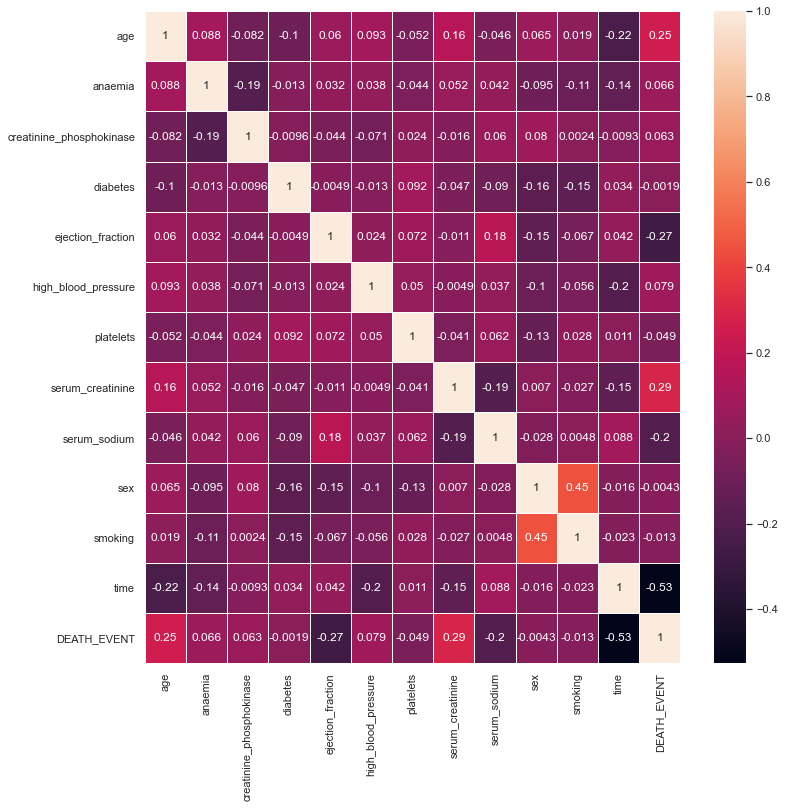 age 1 0.088 -0.082 -0.1 0.06 0.093 -0.052 0.16 -0.046 0.065 0.019 -0.22 0.25
anaemia 0.088 1 -0.19 -0.013 0.032 0.038 -0.044 0.052 0.042 -0.095 -0.11 -0.14 0.066
creatinine_phosphokinase -0.082 -0.19 1 -0.0096 -0.044 -0.071 0.024 -0.016 0.06 0.08 0.0024 -0.0093 0.063
diabetes -0.1 -0.013 -0.0096 1 -0.0049 -0.013 0.092 -0.047 -0.09 -0.16 -0.15 0.034 -0.0019
ejection_fraction 0.06 0.032 -0.044 -0.0049 1 0.024 0.072 -0.011 0.18 -0.15 -0.067 0.042 -0.27
high_blood_pressure 0.093 0.038 -0.071 -0.013 0.024 1 0.05 -0.0049 0.037 -0.1 -0.056 -0.2 0.079
platelets -0.052 -0.044 0.024 0.092 0.072 0.05 1 -0.041 0.062 -0.13 0.028 0.011 -0.049
serum_creatinine 0.16 0.052 -0.016 -0.047 -0.011 -0.0049 -0.041 1 -0.19 0.007 -0.027 -0.15 0.29
serum_sodium -0.046 0.042 0.06 -0.09 0.18 0.037 0.062 -0.19 1 -0.028 0.0048 0.088 -0.2
sex 0.065 -0.095 0.08 -0.16 -0.15 -0.1 -0.13 0.007 -0.028 1 0.45 -0.016 -0.0043
smoking 0.019 -0.11 0.0024 -0.15 -0.067 -0.056 0.028 -0.027 0.0048 0.45 1 -0.023 -0.013
time -0.22 -0.14 -0.0093 0.034 0.042 -0.2 0.011 -0.15 0.088 -0.016 -0.023 1 -0.53
DEATH_EVENT 0.25 0.066 0.063 -0.0019 -0.27 0.079 -0.049 0.29 -0.2 -0.0043 -0.013 -0.53 1
age
anaemia
creatinine_phosphokinase
diabetes
ejection_fraction
high_blood_pressure
platelets
serum_creatinine
serum_sodium
sex
smoking
time
DEATH_EVENT
1.0
0.8
0.6
0.4
0.2
0.0
−0.2
−0.4